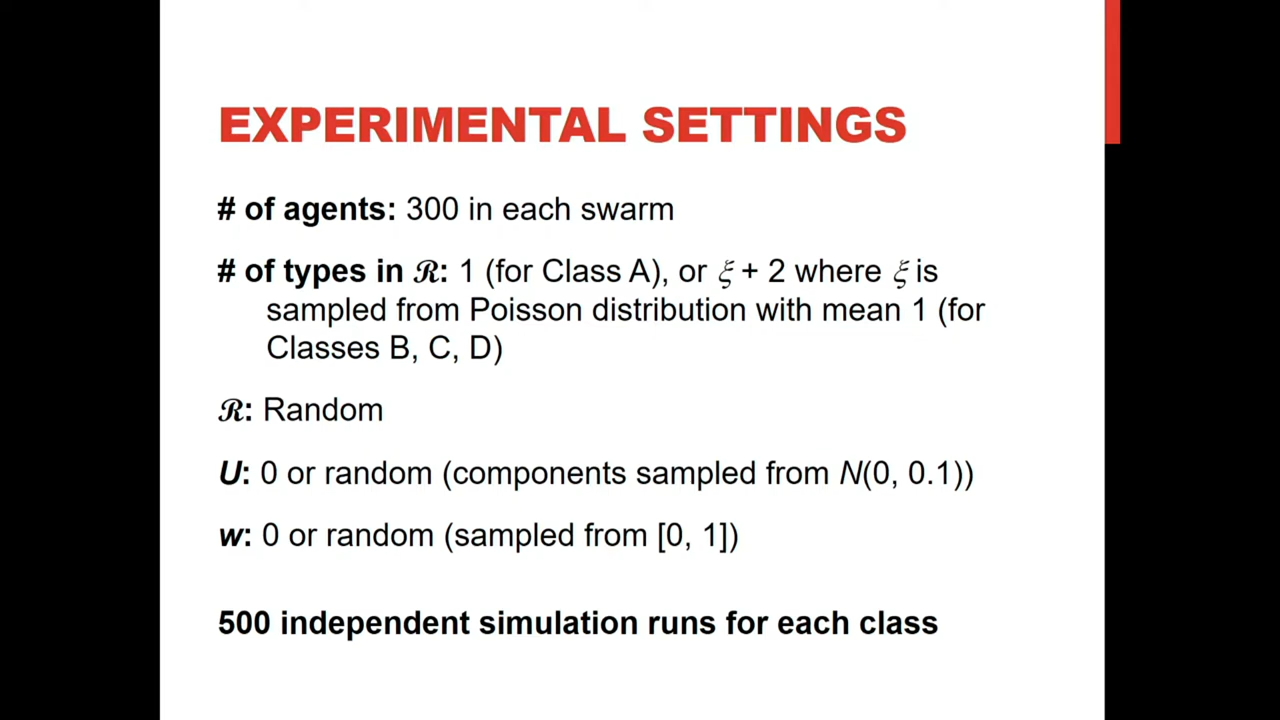 EXPERIMENTAL SETTINGS
# of agents: 300 in each swarm
# of types in ℛ: 1 (for Class A), or ξ + 2 where ξ is
sampled from Poisson distribution with mean 1 (for
Classes B, C, D)
ℛ: Random
U: 0 or random (components sampled from N(0, 0.1))
w: 0 or random (sampled from [0, 1])
500 independent simulation runs for each class